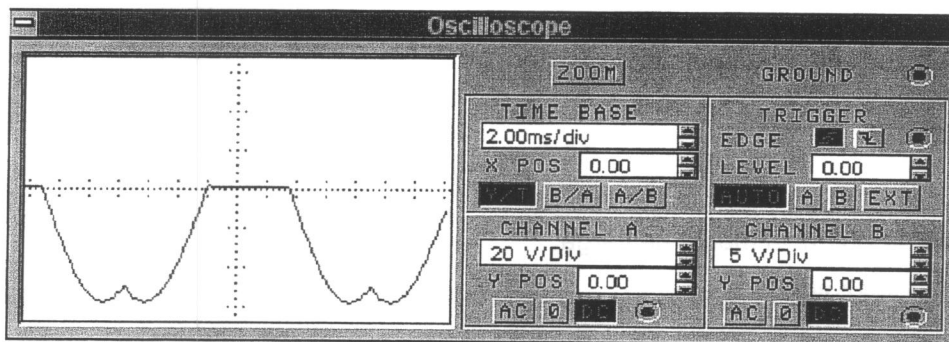 Oscilloscope
ZOOM
GROUND
TIME BASE
2.00ms/div
X POS 0.00
Y/T B/A A/B
TRIGGER
EDGE
LEVEL 0.00
AUTO A B EXT
CHANNEL A
20 V/Div
Y POS 0.00
AC 0 DC
CHANNEL B
5 V/Div
Y POS 0.00
AC 0 DC